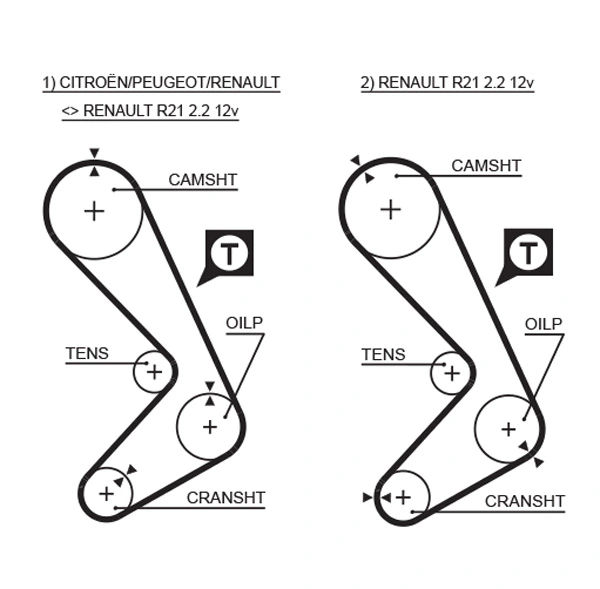 1) CITROËN/PEUGEOT/RENAULT
<> RENAULT R21 2.2 12v
CAMSHT
T
OILP
TENS
CRANSHT
2) RENAULT R21 2.2 12v
CAMSHT
T
OILP
TENS
CRANSHT